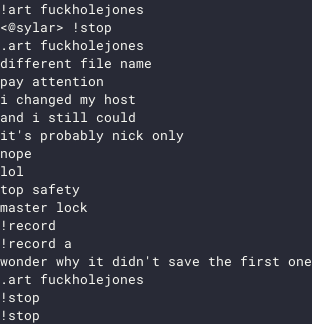 !art fuckholejones
<@sylar> !stop
.art fuckholejones
different file name
pay attention
i changed my host
and i still could
it's probably nick only
nope
lol
top safety
master lock
!record
!record a
wonder why it didn't save the first one
.art fuckholejones
!stop
!stop